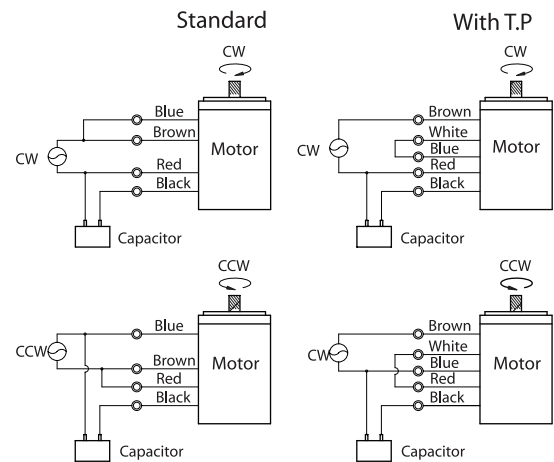 Standard
With T.P
CW
Blue
Brown
CW
Motor
Red
Black
Capacitor
CW
Brown
White
CW
Blue
Motor
Red
Black
Capacitor
CCW
Blue
CCW
Brown
Motor
Red
Black
Capacitor
CCW
Brown
White
CW
Blue
Motor
Red
Black
Capacitor